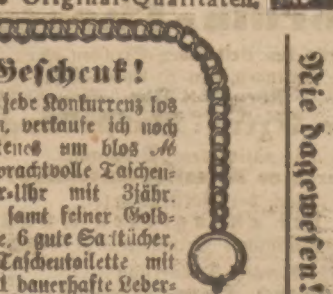 Original-Qualitäten.
Geschenk!
jede Konkurrenz los
verkaufe ich noch
um blos M
prachtvolle Taschen-
Uhr mit 3jähr.
samt feiner Gold-
6 gute Sacktücher,
Taschentoilette mit
dauerhafte Leder-
Nie dagewesen!